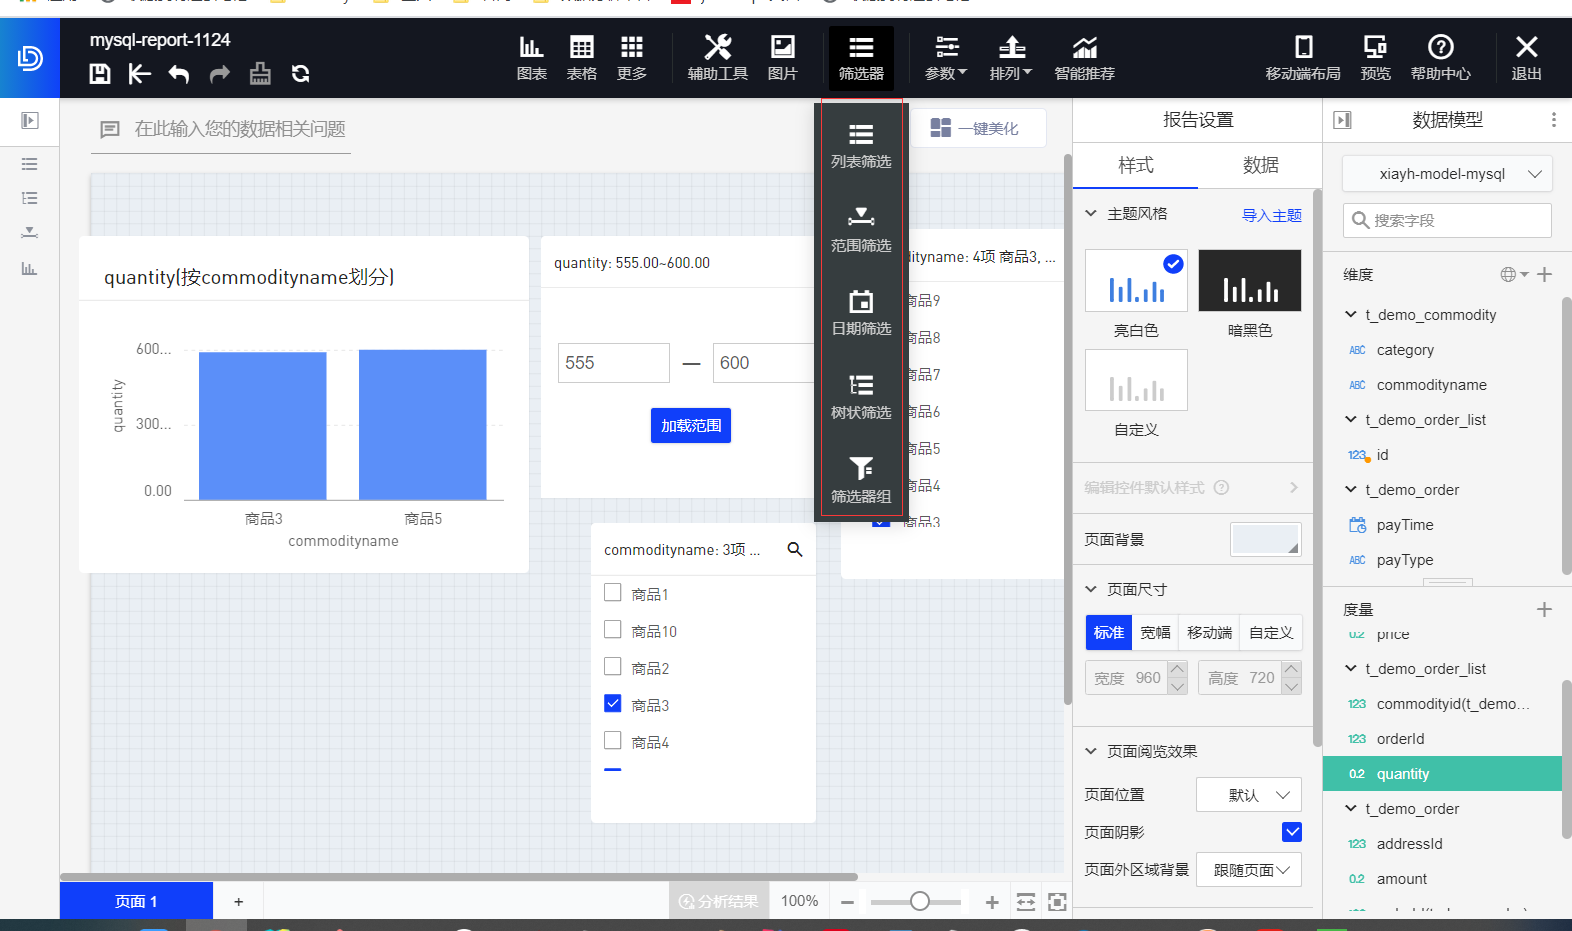 mysql-report-1124
图表
表格
更多
辅助工具
图片
筛选器
参数
排列
智能推荐
移动端布局
预览
帮助中心
退出
在此输入您的数据相关问题
一键美化
列表筛选
范围筛选
日期筛选
树状筛选
筛选器组
quantity(按commodityname划分)
600...
300...
0.00
quantity
商品3
商品5
commodityname
quantity: 555.00~600.00
555
—
600
加载范围
dityname: 4项 商品3, ...
商品9
商品8
商品7
商品6
商品5
商品4
商品3
commodityname: 3项 ...
商品1
商品10
商品2
商品3
商品4
页面 1
+
分析结果
100%
报告设置
样式
数据
主题风格
导入主题
亮白色
暗黑色
自定义
编辑控件默认样式
页面背景
页面尺寸
标准
宽幅
移动端
自定义
宽度 960
高度 720
页面阅览效果
页面位置
默认
页面阴影
页面外区域背景
跟随页面
数据模型
xiayh-model-mysql
搜索字段
维度
t_demo_commodity
ABC category
ABC commodityname
t_demo_order_list
123 id
t_demo_order
payTime
ABC payType
度量
0.2 price
t_demo_order_list
123 commodityid(t_demo...
123 orderId
0.2 quantity
t_demo_order
123 addressId
0.2 amount